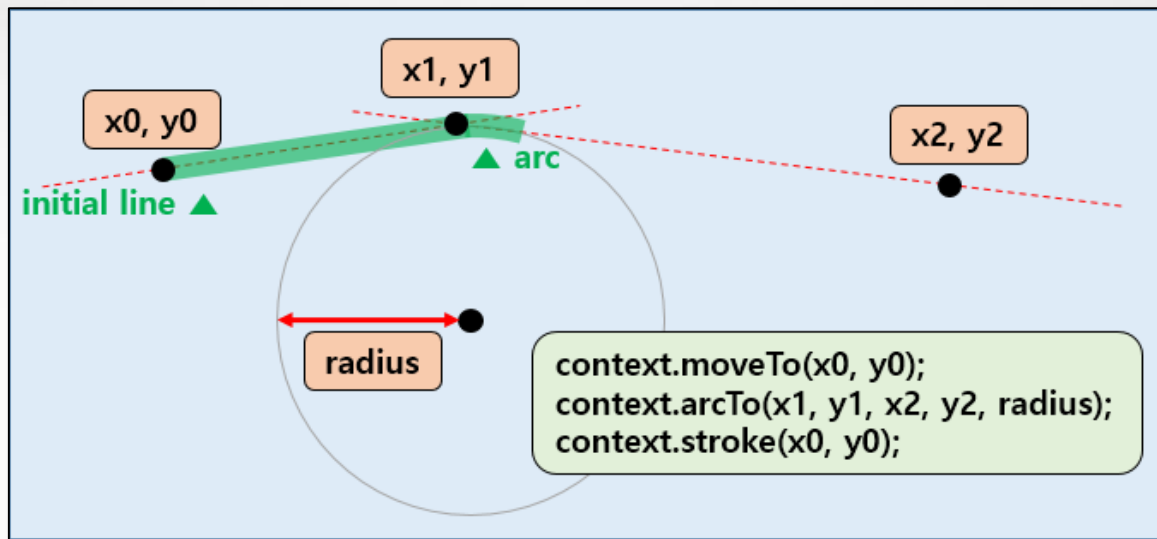 x1, y1
x0, y0
x2, y2
▲ arc
initial line ▲
radius
context.moveTo(x0, y0);
context.arcTo(x1, y1, x2, y2, radius);
context.stroke(x0, y0);